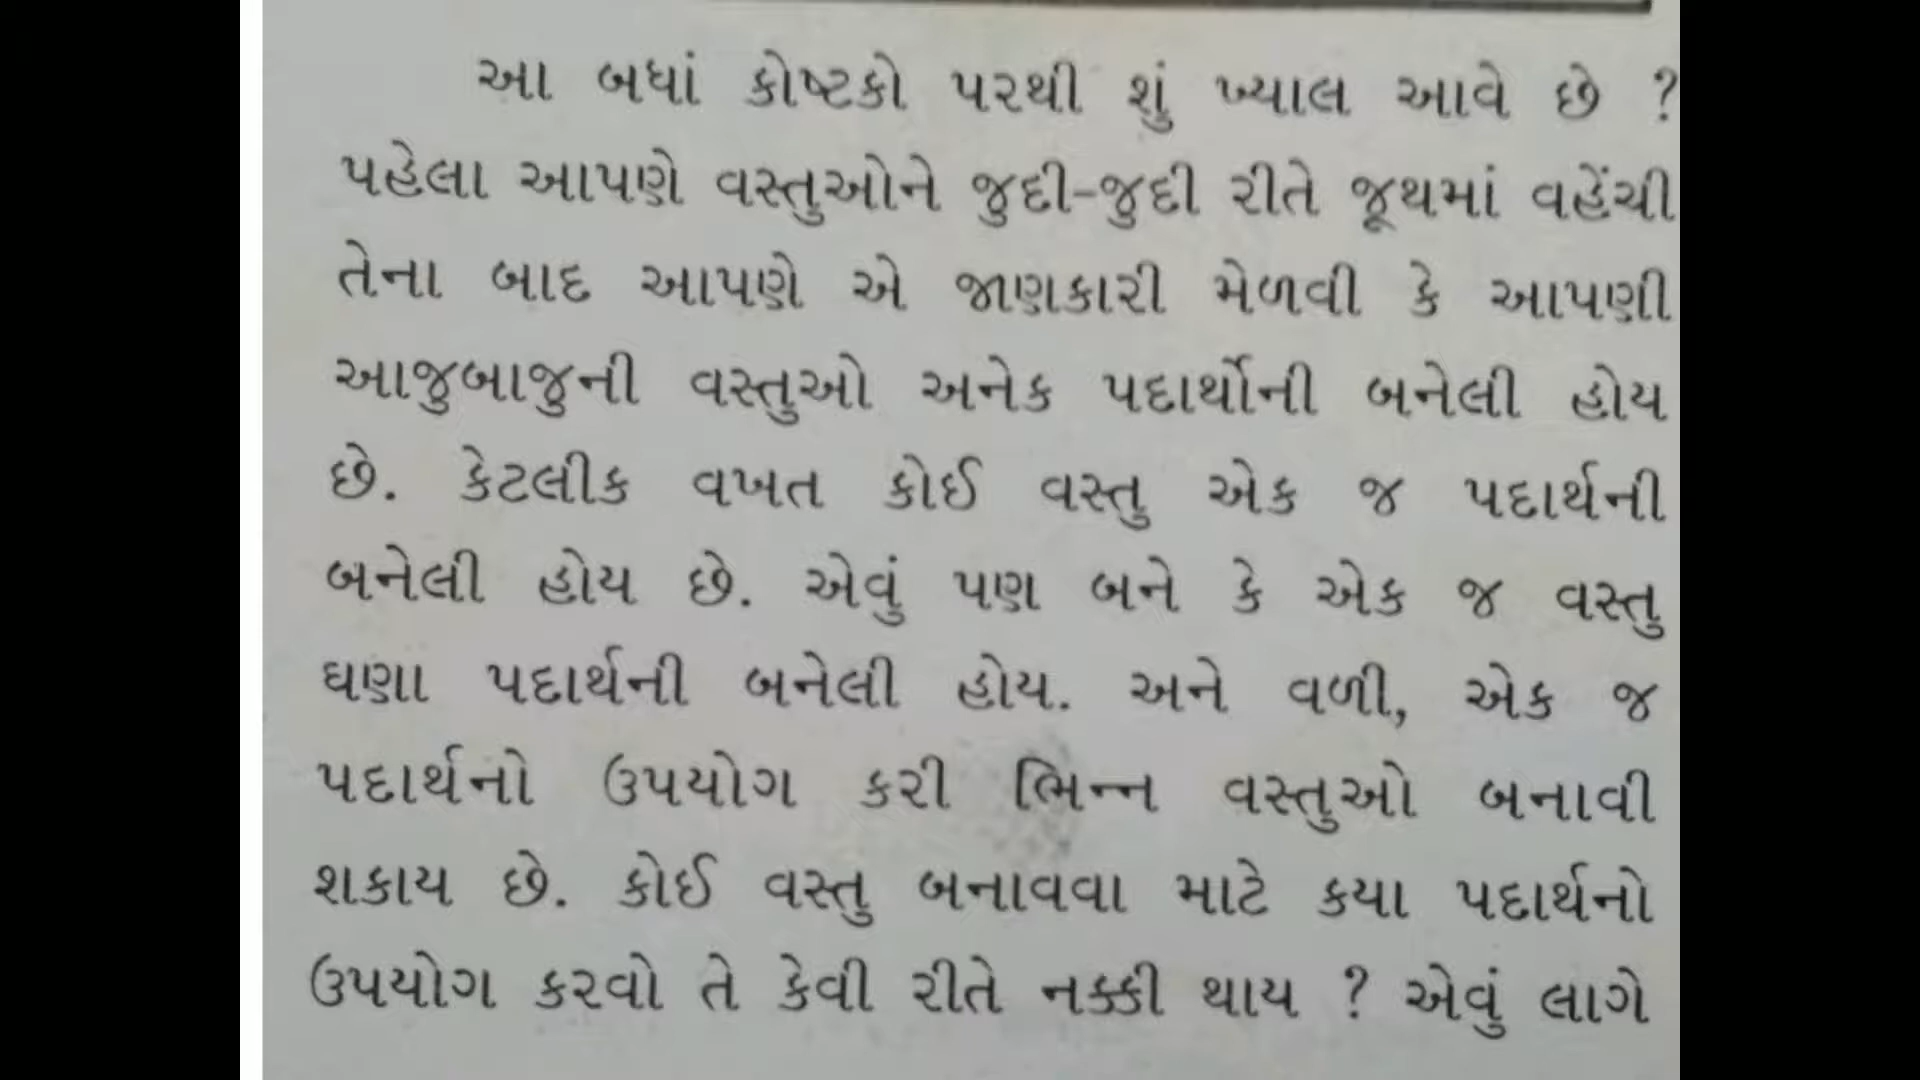 આ બધાં કોષ્ટકો પરથી શું ખ્યાલ આવે છે ?
પહેલા આપણે વસ્તુઓને જુદી-જુદી રીતે જૂથમાં વહેંચી
તેના બાદ આપણે એ જાણકારી મેળવી કે આપણી
આજુબાજુની વસ્તુઓ અનેક પદાર્થોની બનેલી હોય
છે. કેટલીક વખત કોઈ વસ્તુ એક જ પદાર્થની
બનેલી હોય છે. એવું પણ બને કે એક જ વસ્તુ
ઘણા પદાર્થની બનેલી હોય. અને વળી, એક જ
પદાર્થનો ઉપયોગ કરી ભિન્ન વસ્તુઓ બનાવી
શકાય છે. કોઈ વસ્તુ બનાવવા માટે કયા પદાર્થનો
ઉપયોગ કરવો તે કેવી રીતે નક્કી થાય ? એવું લાગે